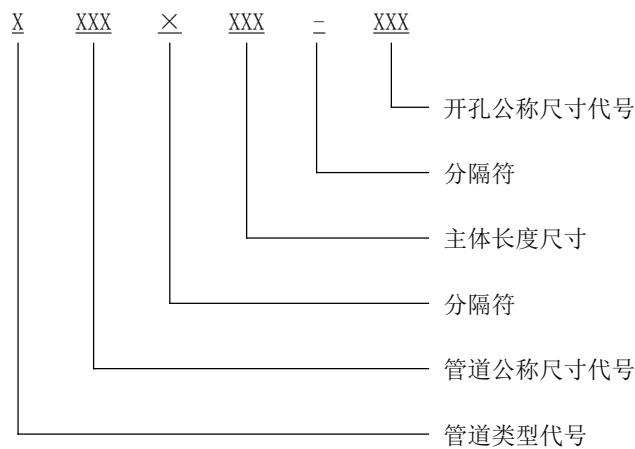 X XXX × XXX - XXX
开孔公称尺寸代号
分隔符
主体长度尺寸
分隔符
管道公称尺寸代号
管道类型代号